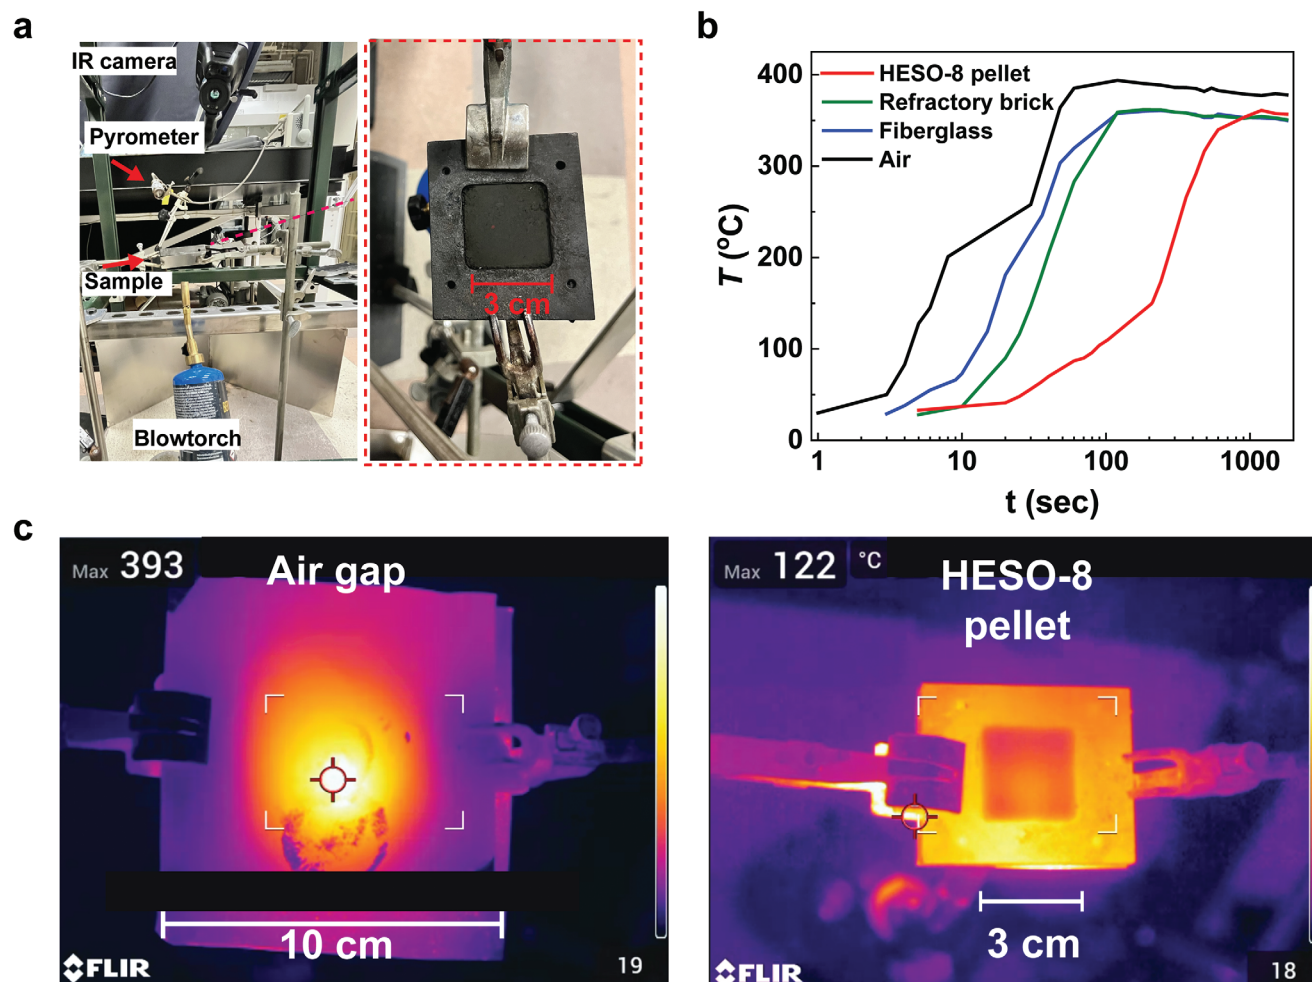 a
IR camera
Pyrometer
Sample
Blowtorch
3 cm
b
HESO-8 pellet
Refractory brick
Fiberglass
Air
400
300
200
100
0
T (°C)
1
10
100
1000
t (sec)
c
Max 393
Air gap
10 cm
FLIR
19
Max 122 °C
HESO-8
pellet
3 cm
FLIR
18